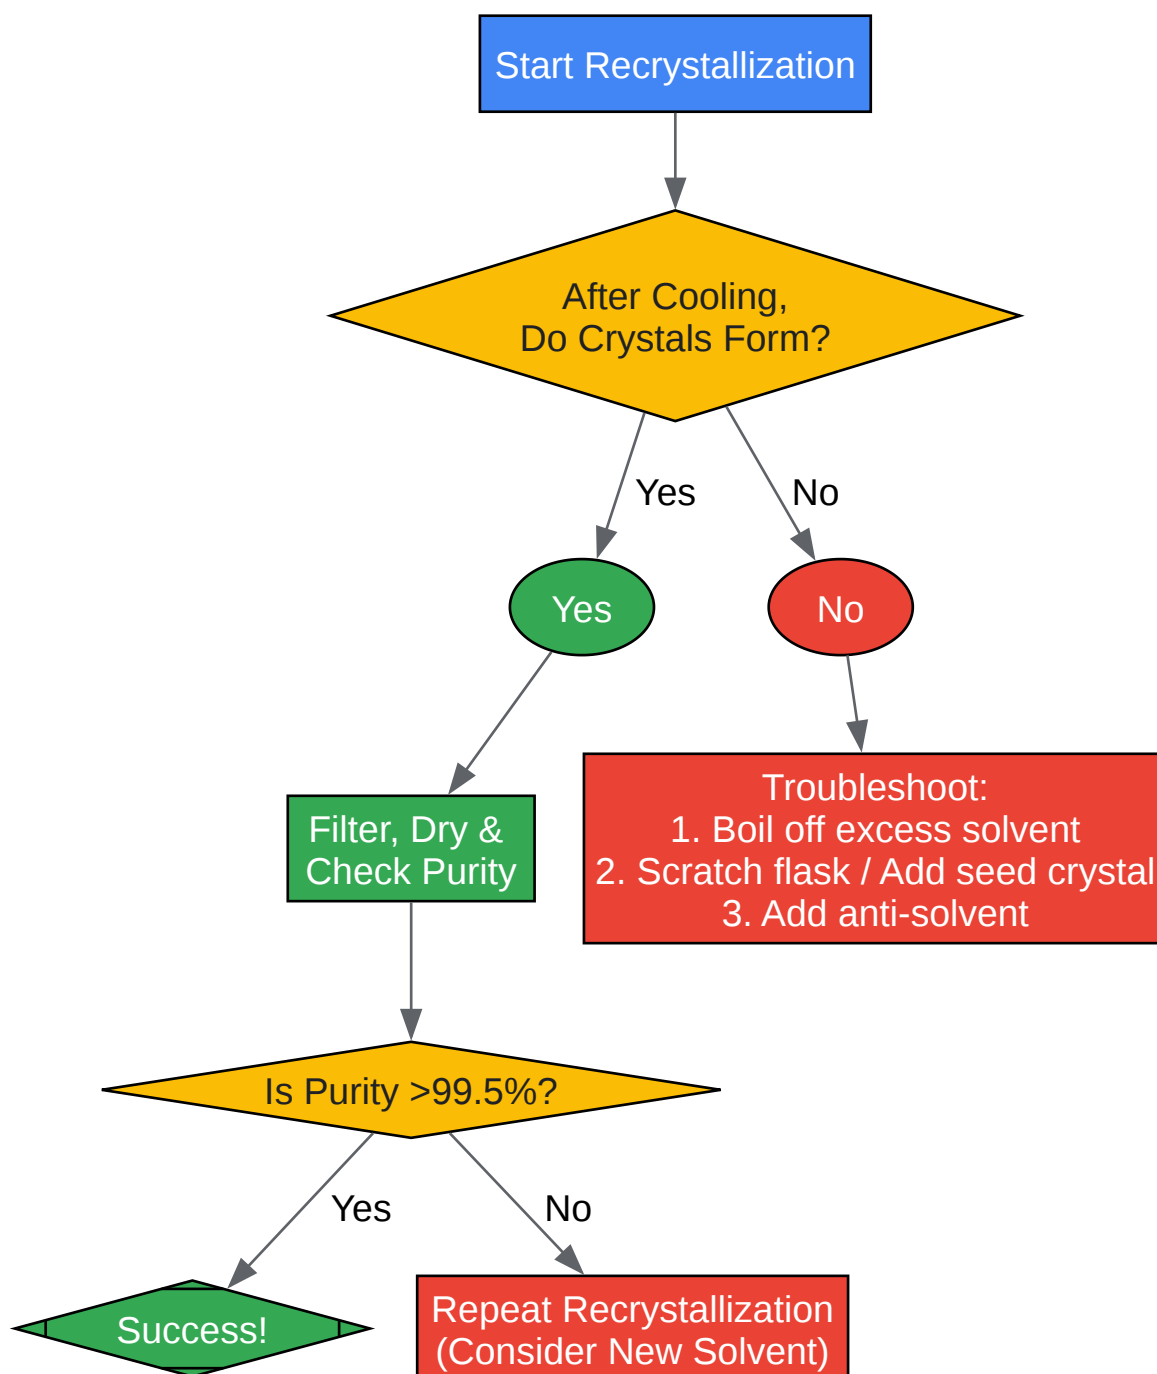 Start Recrystallization
After Cooling,
Do Crystals Form?
Yes
No
Yes
No
Troubleshoot:
1. Boil off excess solvent
2. Scratch flask / Add seed crystal
3. Add anti-solvent
Filter, Dry &
Check Purity
Is Purity >99.5%?
Yes
No
Success!
Repeat Recrystallization
(Consider New Solvent)